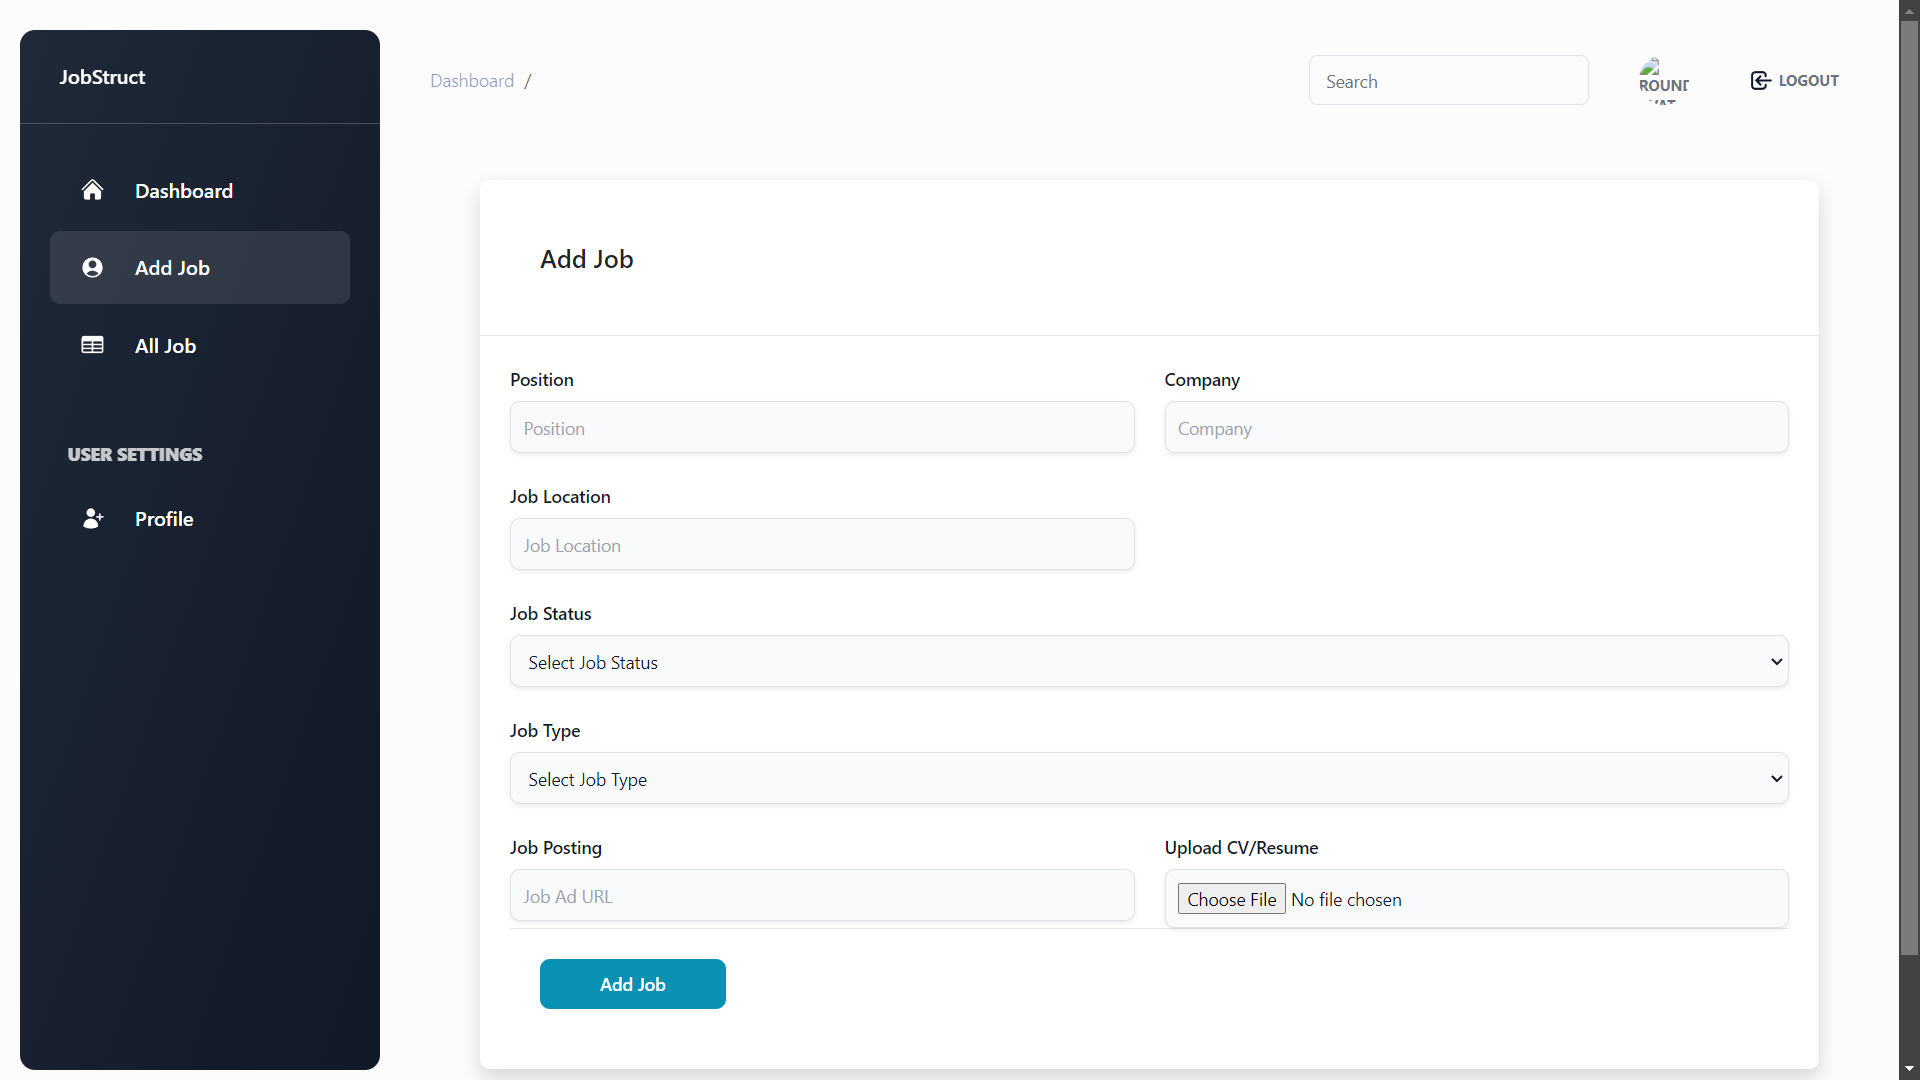 JobStruct
Dashboard
Add Job
All Job
USER SETTINGS
Profile
Dashboard /
Search
ROUND
LOGOUT
Add Job
Position
Company
Position
Company
Job Location
Job Location
Job Status
Select Job Status
Job Type
Select Job Type
Job Posting
Upload CV/Resume
Job Ad URL
Choose File No file chosen
Add Job